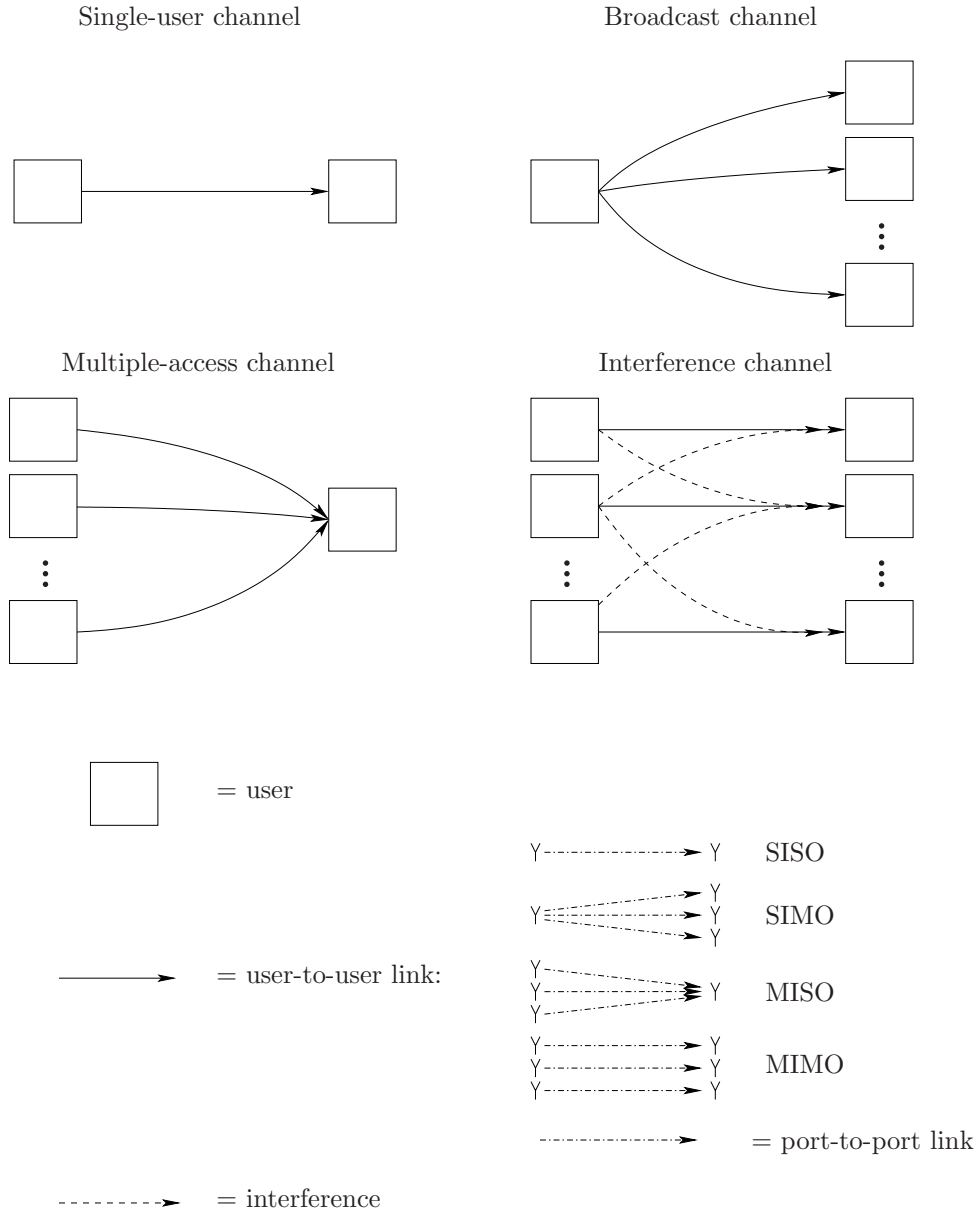 Single-user channel
Broadcast channel
Multiple-access channel
Interference channel
= user
SISO
SIMO
= user-to-user link:
MISO
MIMO
= port-to-port link
= interference